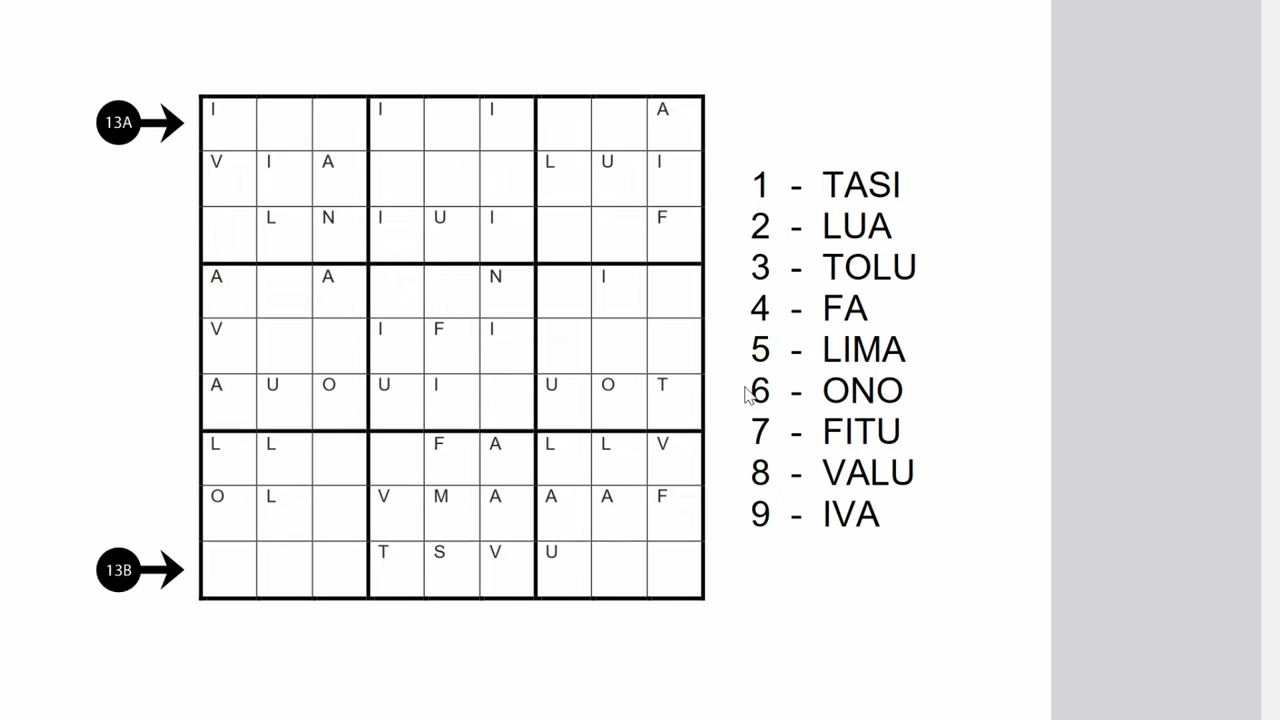 13A
I I I A
V I A L U I
L N I U I F
A A N I
V I F I
A U O U I U O T
L L F A L L V
O L V M A A A F
13B
T S V U
1 - TASI
2 - LUA
3 - TOLU
4 - FA
5 - LIMA
6 - ONO
7 - FITU
8 - VALU
9 - IVA